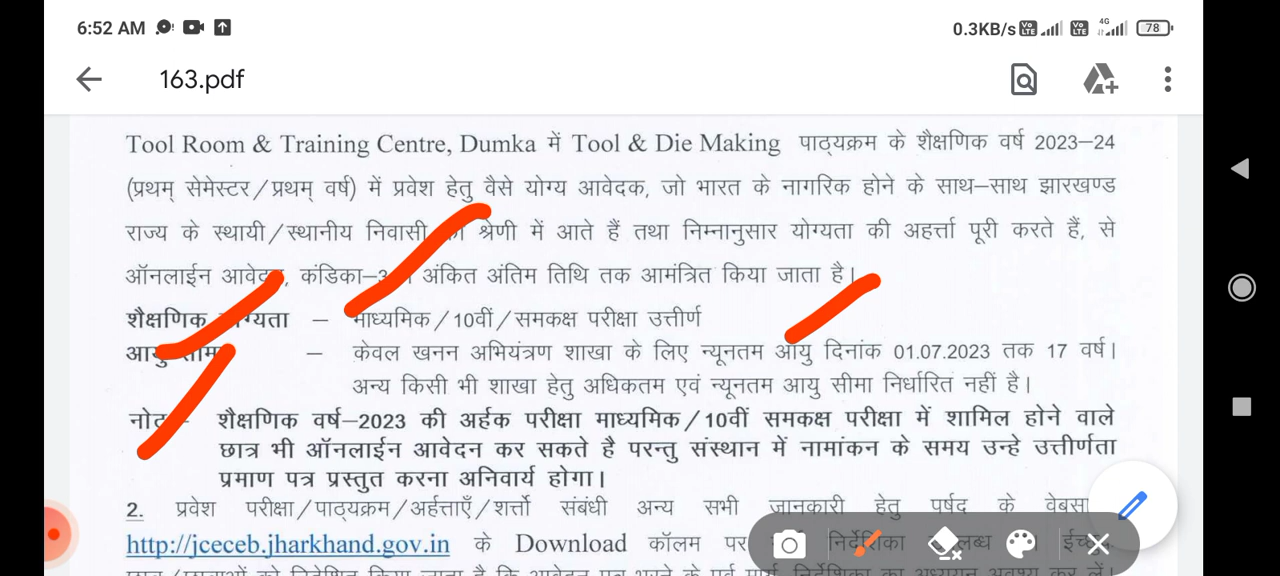 6:52 AM
0.3KB/s Vo LTE Vo LTE 4G 78
163.pdf
Tool Room & Training Centre, Dumka में Tool & Die Making पाठ्यक्रम के शैक्षणिक वर्ष 2023–24
(प्रथम् सेमेस्टर/प्रथम् वर्ष) में प्रवेश हेतु वैसे योग्य आवेदक, जो भारत के नागरिक होने के साथ–साथ झारखण्ड
राज्य के स्थायी/स्थानीय निवासी श्रेणी में आते हैं तथा निम्नानुसार योग्यता की अहर्त्ता पूरी करते हैं, से
ऑनलाईन कंडिका–3 अंकित अंतिम तिथि तक आमंत्रित किया जाता है।
शैक्षणिक – माध्यमिक/10वीं/समकक्ष परीक्षा उत्तीर्ण
– केवल खनन अभियंत्रण शाखा के लिए न्यूनतम आयु दिनांक 01.07.2023 तक 17 वर्ष।
अन्य किसी भी शाखा हेतु अधिकतम एवं न्यूनतम आयु सीमा निर्धारित नहीं है।
नोट – शैक्षणिक वर्ष–2023 की अर्हक परीक्षा माध्यमिक/10वीं समकक्ष परीक्षा में शामिल होने वाले
छात्र भी ऑनलाईन आवेदन कर सकते है परन्तु संस्थान में नामांकन के समय उन्हे उत्तीर्णता
प्रमाण पत्र प्रस्तुत करना अनिवार्य होगा।
2. प्रवेश परीक्षा/पाठ्यक्रम/अर्हत्ताएँ/शर्त्तो संबंधी अन्य सभी जानकारी हेतु पर्षद के
http://jceceb.jharkhand.gov.in के Download कॉलम पर निर्देशिका